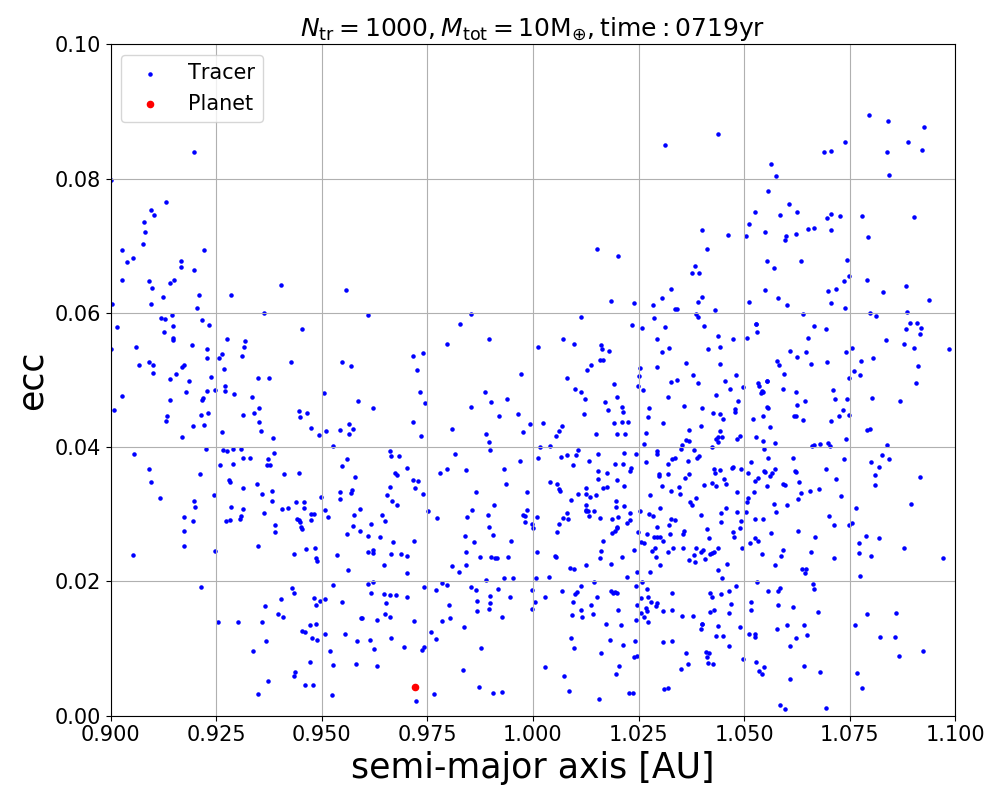 N_tr = 1000, M_tot = 10M_⊕, time : 0719yr
0.10
0.08
0.06
0.04
0.02
0.00
ecc
Tracer
Planet
0.900 0.925 0.950 0.975 1.000 1.025 1.050 1.075 1.100
semi-major axis [AU]